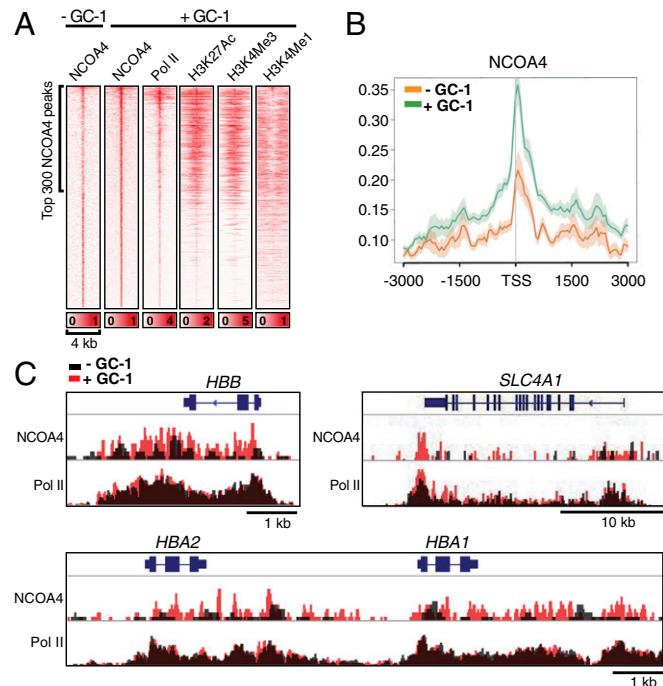 A
- GC-1
+ GC-1
NCOA4
NCOA4
Pol II
H3K27Ac
H3K4Me3
H3K4Me1
Top 300 NCOA4 peaks
0 1
0 1
0 4
0 2
0 5
0 1
4 kb
B
NCOA4
- GC-1
+ GC-1
0.35
0.30
0.25
0.20
0.15
0.10
-3000
-1500
TSS
1500
3000
C
- GC-1
+ GC-1
HBB
NCOA4
Pol II
1 kb
SLC4A1
NCOA4
Pol II
10 kb
HBA2
HBA1
NCOA4
Pol II
1 kb